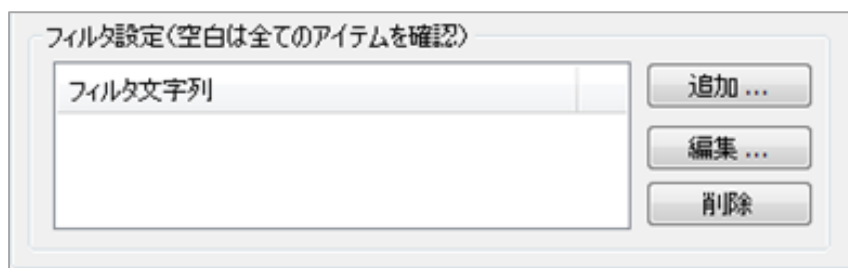 フィルタ設定(空白は全てのアイテムを確認)
フィルタ文字列
追加 ...
編集 ...
削除